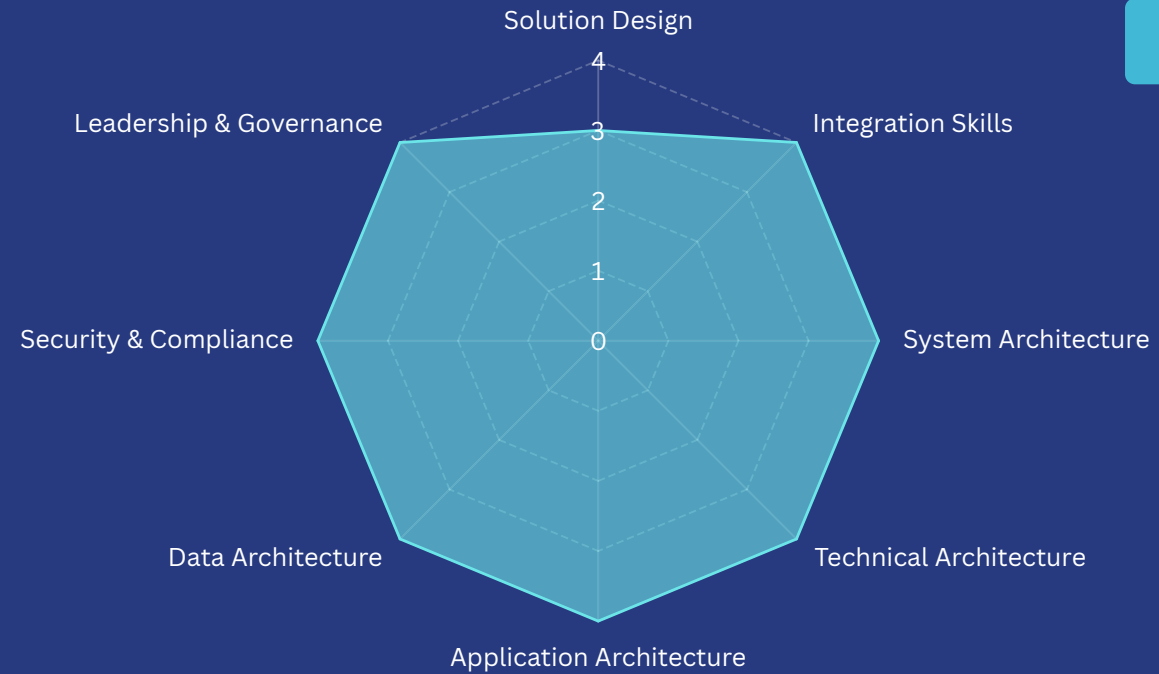 Solution Design
4
Leadership & Governance
Integration Skills
3
2
1
Security & Compliance
0
System Architecture
Data Architecture
Technical Architecture
Application Architecture